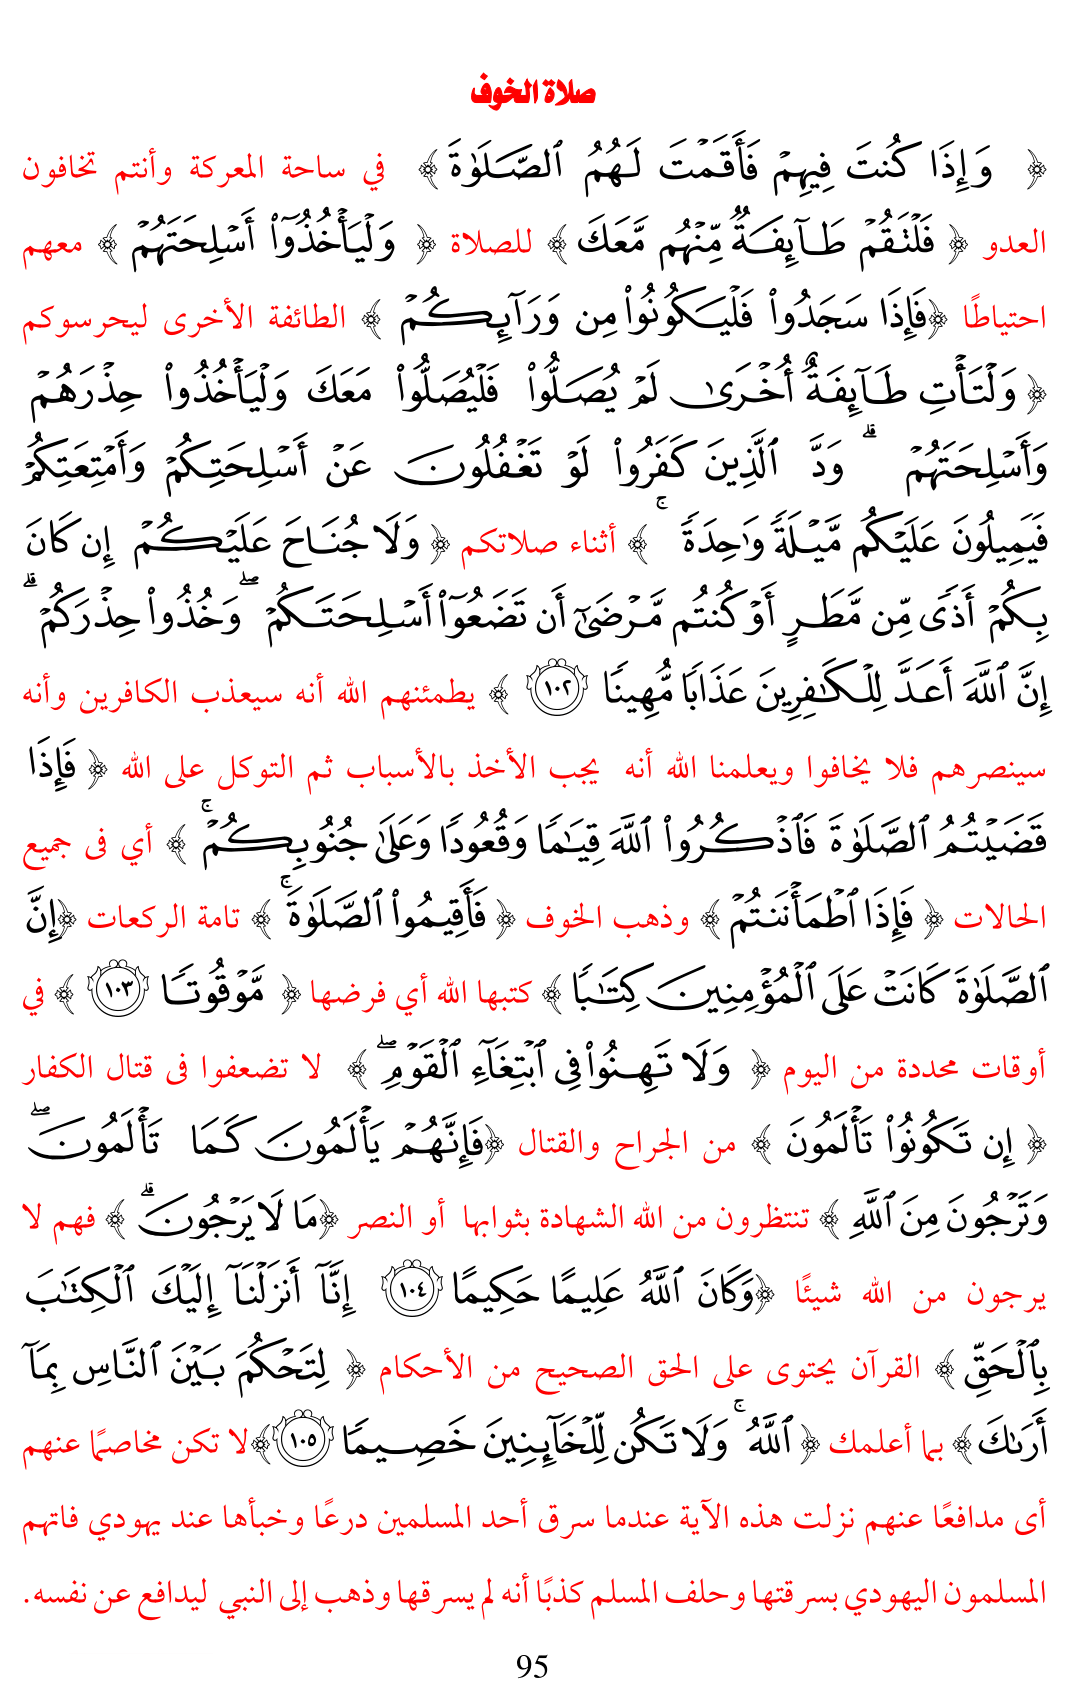 صلاة الخوف
﴿ وَإِذَا كُنتَ فِيهِمْ فَأَقَمْتَ لَهُمُ ٱلصَّلَوٰةَ ﴾ في ساحة المعركة وأنتم تخافون
العدو ﴿ فَلْتَقُمْ طَآئِفَةٌ مِّنْهُم مَّعَكَ ﴾ للصلاة ﴿ وَلْيَأْخُذُوٓا۟ أَسْلِحَتَهُمْ ﴾ معهم
احتياطًا ﴿فَإِذَا سَجَدُوا۟ فَلْيَكُونُوا۟ مِن وَرَآئِكُمْ ﴾ الطائفة الأخرى ليحرسوكم
﴿ وَلْتَأْتِ طَآئِفَةٌ أُخْرَىٰ لَمْ يُصَلُّوا۟ فَلْيُصَلُّوا۟ مَعَكَ وَلْيَأْخُذُوا۟ حِذْرَهُمْ
وَأَسْلِحَتَهُمْ ۗ وَدَّ ٱلَّذِينَ كَفَرُوا۟ لَوْ تَغْفُلُونَ عَنْ أَسْلِحَتِكُمْ وَأَمْتِعَتِكُمْ
فَيَمِيلُونَ عَلَيْكُم مَّيْلَةً وَٰحِدَةً ۚ ﴾ أثناء صلاتكم ﴿ وَلَا جُنَاحَ عَلَيْكُمْ إِن كَانَ
بِكُمْ أَذًى مِّن مَّطَرٍ أَوْ كُنتُم مَّرْضَىٰٓ أَن تَضَعُوٓا۟ أَسْلِحَتَكُمْ ۖ وَخُذُوا۟ حِذْرَكُمْ ۗ
إِنَّ ٱللَّهَ أَعَدَّ لِلْكَٰفِرِينَ عَذَابًا مُّهِينًا ١٠٢ ﴾ يطمئنهم الله أنه سيعذب الكافرين وأنه
سينصرهم فلا يخافوا ويعلمنا الله أنه يجب الأخذ بالأسباب ثم التوكل على الله ﴿ فَإِذَا
قَضَيْتُمُ ٱلصَّلَوٰةَ فَٱذْكُرُوا۟ ٱللَّهَ قِيَٰمًا وَقُعُودًا وَعَلَىٰ جُنُوبِكُمْ ۚ ﴾ أي فى جميع
الحالات ﴿ فَإِذَا ٱطْمَأْنَنتُمْ ﴾ وذهب الخوف ﴿ فَأَقِيمُوا۟ ٱلصَّلَوٰةَ ۚ ﴾ تامة الركعات ﴿إِنَّ
ٱلصَّلَوٰةَ كَانَتْ عَلَى ٱلْمُؤْمِنِينَ كِتَٰبًا ﴾ كتبها الله أي فرضها ﴿ مَّوْقُوتًا ١٠٣ ﴾ في
أوقات محددة من اليوم ﴿ وَلَا تَهِنُوا۟ فِى ٱبْتِغَآءِ ٱلْقَوْمِ ۖ ﴾ لا تضعفوا فى قتال الكفار
﴿ إِن تَكُونُوا۟ تَأْلَمُونَ ﴾ من الجراح والقتال ﴿فَإِنَّهُمْ يَأْلَمُونَ كَمَا تَأْلَمُونَ ۖ
وَتَرْجُونَ مِنَ ٱللَّهِ ﴾ تنتظرون من الله الشهادة بثوابها أو النصر ﴿مَا لَا يَرْجُونَ ۗ ﴾ فهم لا
يرجون من الله شيئًا ﴿وَكَانَ ٱللَّهُ عَلِيمًا حَكِيمًا ١٠٤ إِنَّآ أَنزَلْنَآ إِلَيْكَ ٱلْكِتَٰبَ
بِٱلْحَقِّ ﴾ القرآن يحتوى على الحق الصحيح من الأحكام ﴿ لِتَحْكُمَ بَيْنَ ٱلنَّاسِ بِمَآ
أَرَىٰكَ﴾ بما أعلمك ﴿ ٱللَّهُ ۚ وَلَا تَكُن لِّلْخَآئِنِينَ خَصِيمًا ١٠٥﴾لا تكن مخاصمًا عنهم
أى مدافعًا عنهم نزلت هذه الآية عندما سرق أحد المسلمين درعًا وخبأها عند يهودي فاتهم
المسلمون اليهودي بسرقتها وحلف المسلم كذبًا أنه لم يسرقها وذهب إلى النبي ليدافع عن نفسه.
95